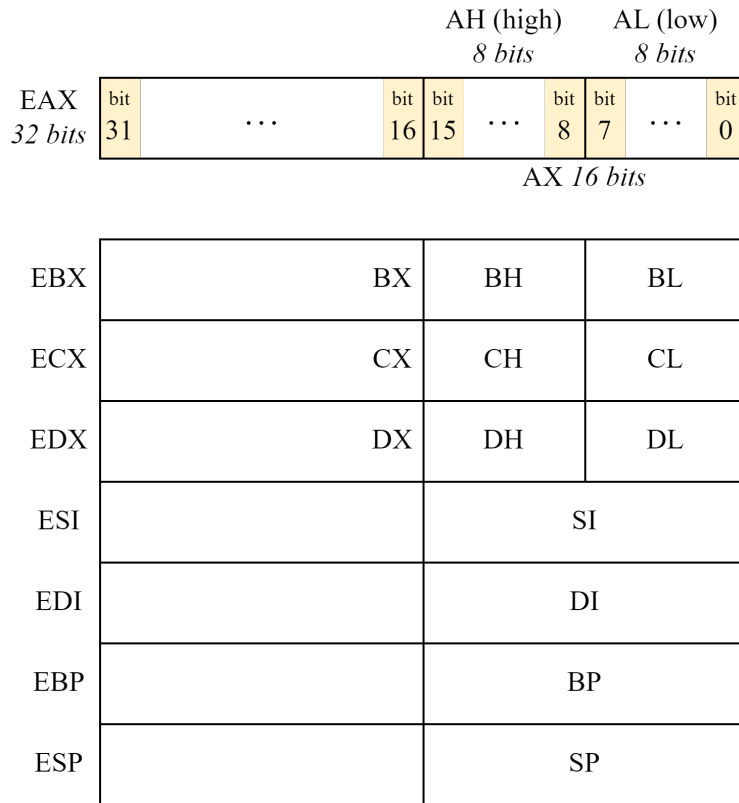 AH (high) AL (low)
8 bits 8 bits
EAX bit bit bit bit bit bit
32 bits 31 ... 16 15 ... 8 7 ... 0
AX 16 bits
EBX BX BH BL
ECX CX CH CL
EDX DX DH DL
ESI SI
EDI DI
EBP BP
ESP SP